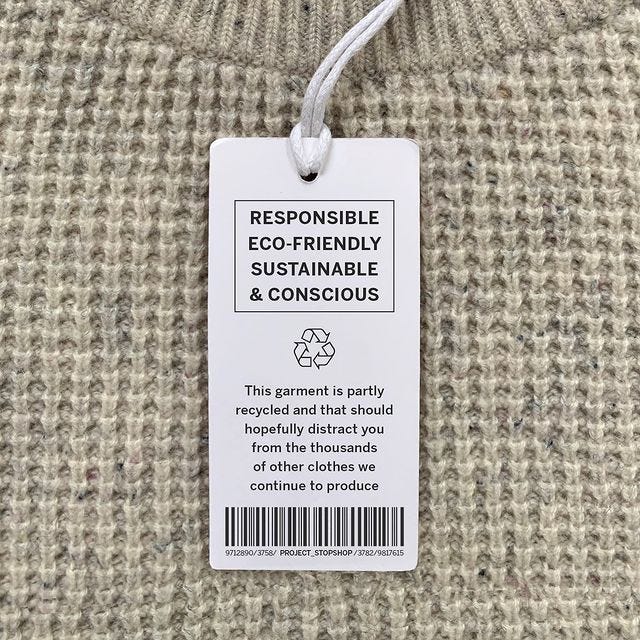 RESPONSIBLE
ECO-FRIENDLY
SUSTAINABLE
& CONSCIOUS
This garment is partly
recycled and that should
hopefully distract you
from the thousands
of other clothes we
continue to produce
9712890/3758/ PROJECT_STOPSHOP /3782/9817615